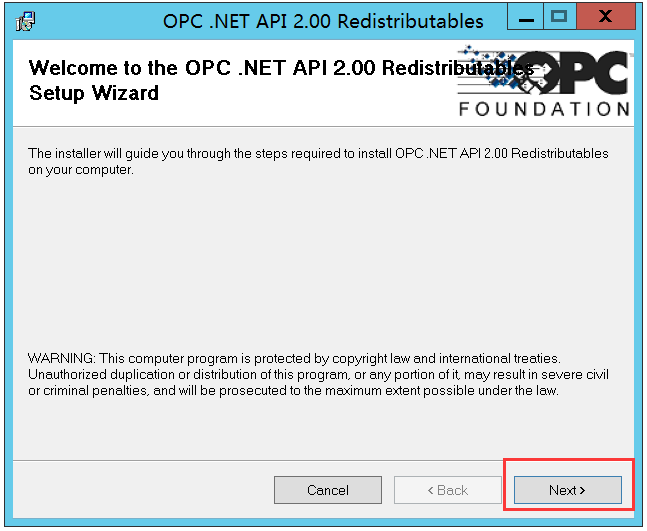 OPC .NET API 2.00 Redistributables
Welcome to the OPC .NET API 2.00 Redistributables
Setup Wizard
OPC
FOUNDATION
The installer will guide you through the steps required to install OPC .NET API 2.00 Redistributables
on your computer.
WARNING: This computer program is protected by copyright law and international treaties.
Unauthorized duplication or distribution of this program, or any portion of it, may result in severe civil
or criminal penalties, and will be prosecuted to the maximum extent possible under the law.
Cancel
< Back
Next >